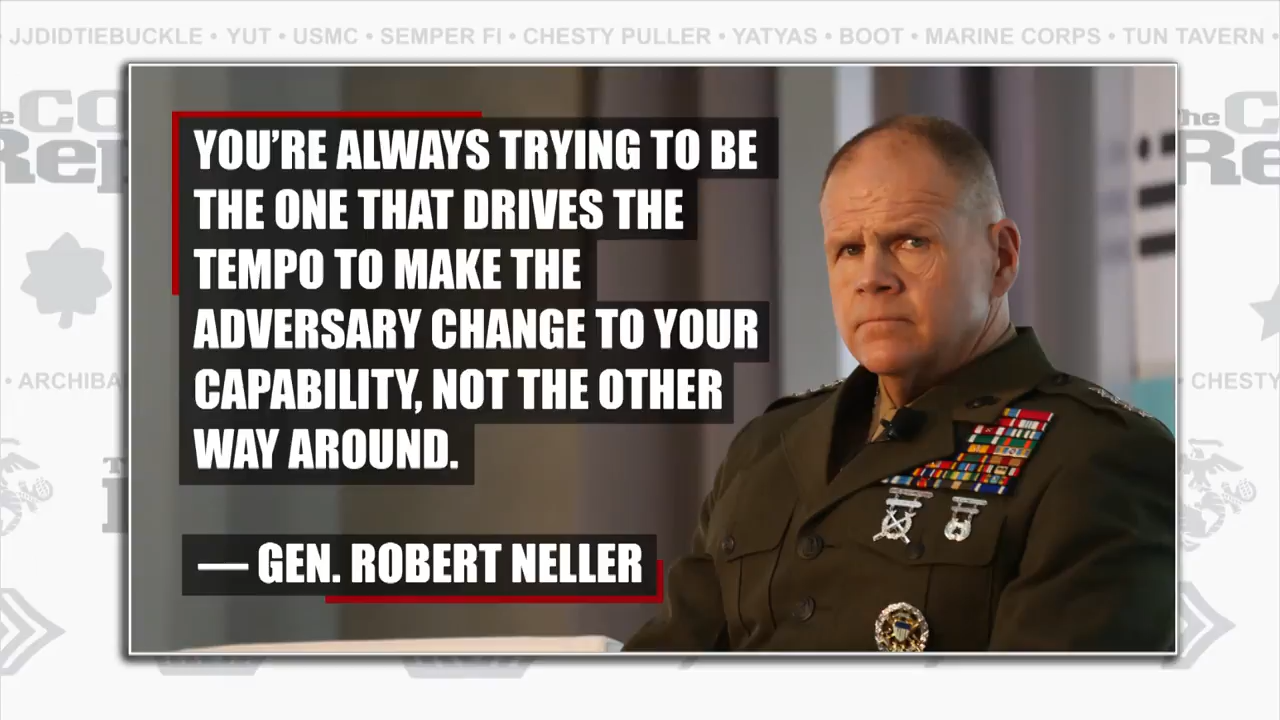 JJDIDTIEBUCKLE • YUT • USMC • SEMPER FI • CHESTY PULLER • YATYAS • BOOT • MARINE CORPS • TUN TAVERN •
YOU'RE ALWAYS TRYING TO BE
THE ONE THAT DRIVES THE
TEMPO TO MAKE THE
ADVERSARY CHANGE TO YOUR
CAPABILITY, NOT THE OTHER
WAY AROUND.
— GEN. ROBERT NELLER
• CHESTY